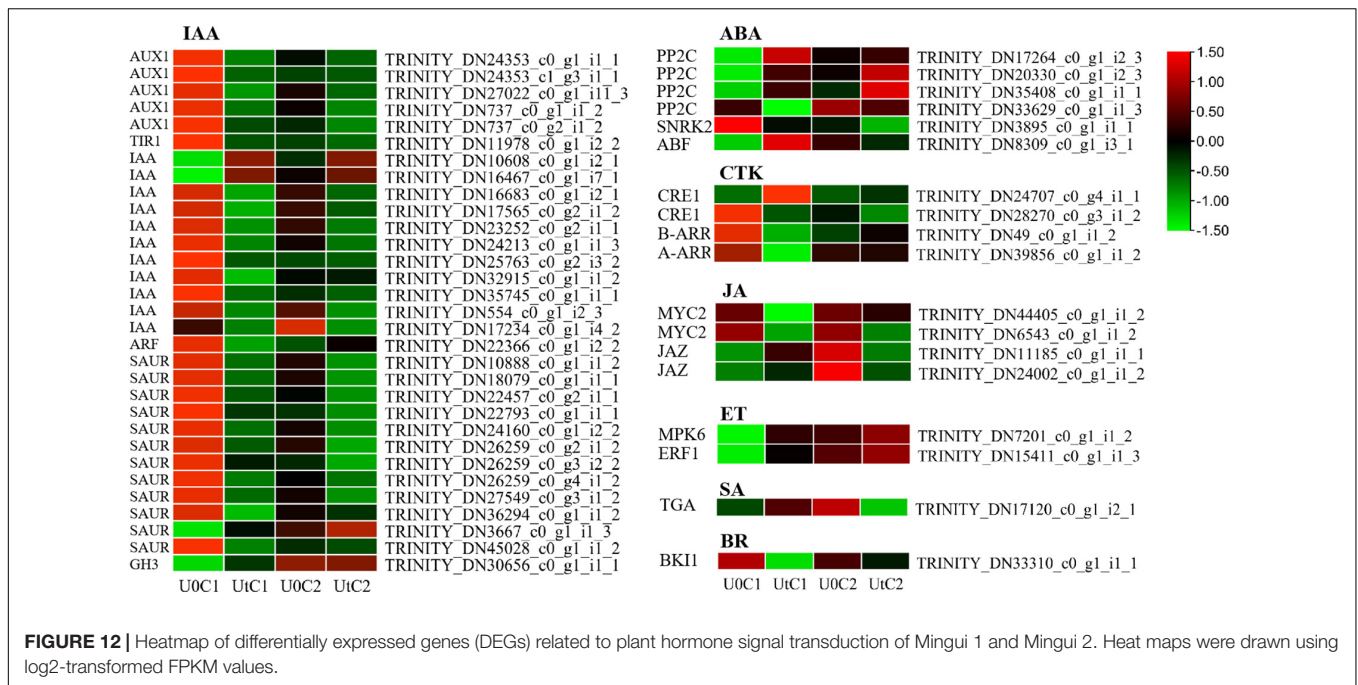 IAA
AUX1 TRINITY_DN24353_c0_g1_i1_1
AUX1 TRINITY_DN24353_c1_g3_i1_1
AUX1 TRINITY_DN27022_c0_g1_i11_3
AUX1 TRINITY_DN737_c0_g1_i1_2
AUX1 TRINITY_DN737_c0_g2_i1_2
TIR1 TRINITY_DN11978_c0_g1_i2_2
IAA TRINITY_DN10608_c0_g1_i2_1
IAA TRINITY_DN16467_c0_g1_i7_1
IAA TRINITY_DN16683_c0_g1_i2_1
IAA TRINITY_DN17565_c0_g2_i1_2
IAA TRINITY_DN23252_c0_g2_i1_1
IAA TRINITY_DN24213_c0_g1_i1_3
IAA TRINITY_DN25763_c0_g2_i3_2
IAA TRINITY_DN32915_c0_g1_i1_2
IAA TRINITY_DN35745_c0_g1_i1_1
IAA TRINITY_DN554_c0_g1_i2_3
IAA TRINITY_DN17234_c0_g1_i4_2
ARF TRINITY_DN22366_c0_g1_i2_2
SAUR TRINITY_DN10888_c0_g1_i1_2
SAUR TRINITY_DN18079_c0_g1_i1_1
SAUR TRINITY_DN22457_c0_g2_i1_1
SAUR TRINITY_DN22793_c0_g1_i1_1
SAUR TRINITY_DN24160_c0_g1_i2_2
SAUR TRINITY_DN26259_c0_g2_i1_2
SAUR TRINITY_DN26259_c0_g3_i2_2
SAUR TRINITY_DN26259_c0_g4_i1_2
SAUR TRINITY_DN27549_c0_g3_i1_2
SAUR TRINITY_DN36294_c0_g1_i1_2
SAUR TRINITY_DN3667_c0_g1_i1_3
SAUR TRINITY_DN45028_c0_g1_i1_2
GH3 TRINITY_DN30656_c0_g1_i1_1
U0C1 UtC1 U0C2 UtC2
ABA
PP2C TRINITY_DN17264_c0_g1_i2_3
PP2C TRINITY_DN20330_c0_g1_i2_3
PP2C TRINITY_DN35408_c0_g1_i1_1
PP2C TRINITY_DN33629_c0_g1_i1_3
SNRK2 TRINITY_DN3895_c0_g1_i1_1
ABF TRINITY_DN8309_c0_g1_i3_1
CTK
CRE1 TRINITY_DN24707_c0_g4_i1_1
CRE1 TRINITY_DN28270_c0_g3_i1_2
B-ARR TRINITY_DN49_c0_g1_i1_2
A-ARR TRINITY_DN39856_c0_g1_i1_2
JA
MYC2 TRINITY_DN44405_c0_g1_i1_2
MYC2 TRINITY_DN6543_c0_g1_i1_2
JAZ TRINITY_DN11185_c0_g1_i1_1
JAZ TRINITY_DN24002_c0_g1_i1_2
ET
MPK6 TRINITY_DN7201_c0_g1_i1_2
ERF1 TRINITY_DN15411_c0_g1_i1_3
SA
TGA TRINITY_DN17120_c0_g1_i2_1
BR
BKI1 TRINITY_DN33310_c0_g1_i1_1
U0C1 UtC1 U0C2 UtC2
1.50
1.00
0.50
0.00
-0.50
-1.00
-1.50
FIGURE 12 | Heatmap of differentially expressed genes (DEGs) related to plant hormone signal transduction of Mingui 1 and Mingui 2. Heat maps were drawn using
log2-transformed FPKM values.